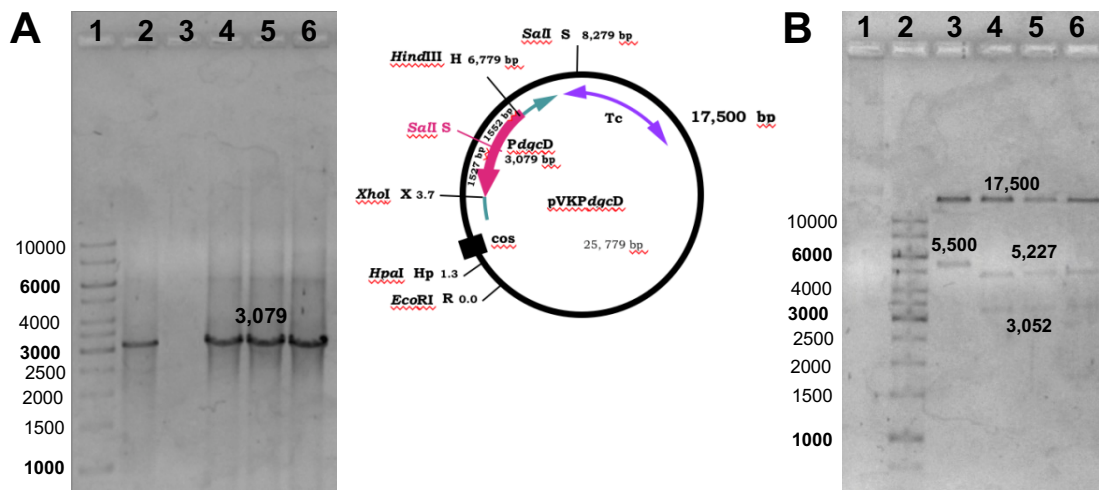 A
1 2 3 4 5 6
10000
6000
4000
3000
2500
2000
1500
1000
3,079
SalI S 8,279 bp
HindIII H 6,779 bp
SalI S
1527 bp 1552 bp
PdgcD
3,079 bp
Tc
17,500 bp
XhoI X 3.7
pVKPdgcD
25,779 bp
cos
HpaI Hp 1.3
EcoRI R 0.0
B
1 2 3 4 5 6
10000
6000
4000
3000
2500
2000
1500
1000
17,500
5,500
5,227
3,052